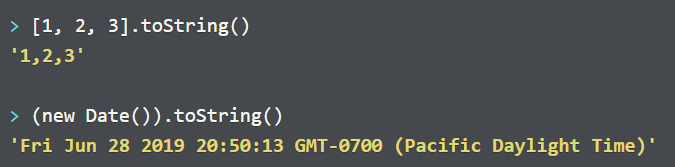 > [1, 2, 3].toString()
'1,2,3'
> (new Date()).toString()
'Fri Jun 28 2019 20:50:13 GMT-0700 (Pacific Daylight Time)'